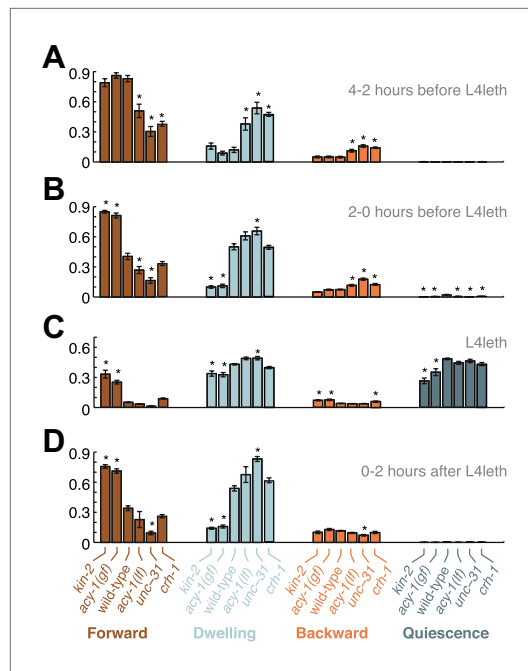 A
4-2 hours before L4leth
0.9
0.6
0.3
0
* * * * * * * * *
B
2-0 hours before L4leth
0.9
0.6
0.3
0
* * * * * * * * * * * * * * * *
C
L4leth
0.6
0.3
0
* * * * * * * * * *
D
0-2 hours after L4leth
0.9
0.6
0.3
0
* * * * * * *
kin-2 acy-1(gf) wild-type acy-1(lf) unc-31 crh-1
kin-2 acy-1(gf) wild-type acy-1(lf) unc-31 crh-1
kin-2 acy-1(gf) wild-type acy-1(lf) unc-31 crh-1
kin-2 acy-1(gf) wild-type acy-1(lf) unc-31 crh-1
Forward Dwelling Backward Quiescence